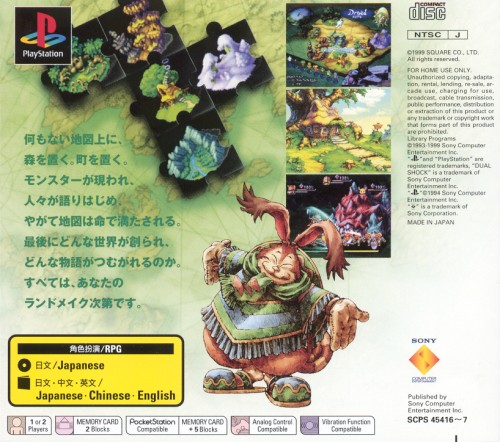 PlayStation
Druid
COMPACT
disc
NTSC J
©1999 SQUARE CO., LTD.
All rights reserved.
FOR HOME USE ONLY.
Unauthorized copying, adapta-
tion, rental, lending, re-sale, ar-
cade use, charging for use,
broadcast, cable transmission,
public performance, distribution
or extraction of this product or
any trademark or copyright work
that forms part of this product
are prohibited.
Library Programs
©1993-1999 Sony Computer
Entertainment Inc.
" " and "PlayStation" are
registered trademarks, "DUAL
SHOCK" is a trademark of
Sony Computer
Entertainment Inc.
" " ©1994 Sony Computer
Entertainment Inc.
" " is a trademark of
Sony Corporation.
MADE IN JAPAN
何もない地図上に、
森を置く。町を置く。
モンスターが現われ、
人々が語りはじめ、
やがて地図は命で満たされる。
最後にどんな世界が創られ、
どんな物語がつむがれるのか。
すべては、あなたの
ランドメイク次第です。
角色扮演/RPG
日文/Japanese
日文・中文・英文/
Japanese・Chinese・English
SONY
Published by
Sony Computer
Entertainment Inc.
SCPS 45416~7
1 or 2
Players
MEMORY CARD
2 Blocks
PocketStation
Compatible
MEMORY CARD
+5 Blocks
Analog Control
Compatible
Vibration Function
Compatible